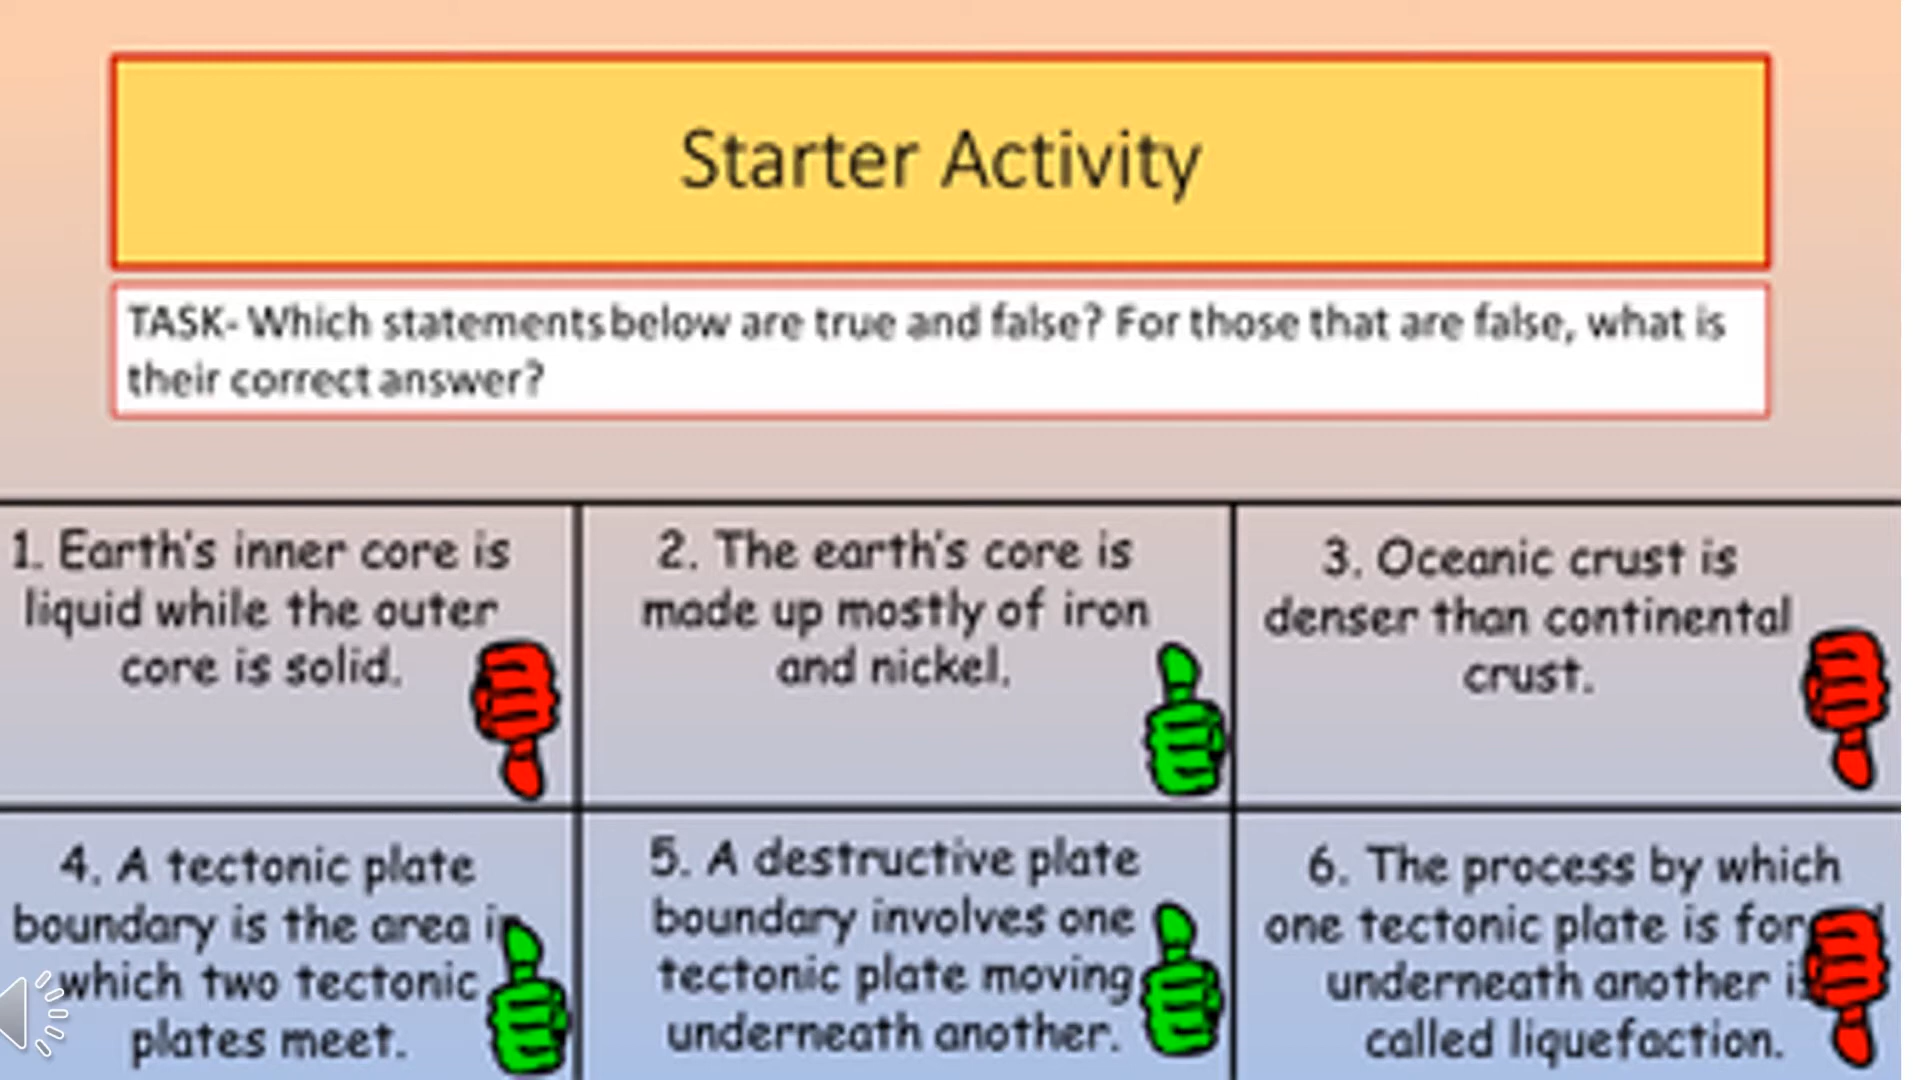 Starter Activity
TASK- Which statements below are true and false? For those that are false, what is
their correct answer?
1. Earth's inner core is
liquid while the outer
core is solid.
2. The earth's core is
made up mostly of iron
and nickel.
3. Oceanic crust is
denser than continental
crust.
4. A tectonic plate
boundary is the area in
which two tectonic
plates meet.
5. A destructive plate
boundary involves one
tectonic plate moving
underneath another.
6. The process by which
one tectonic plate is
underneath another is
called liquefaction.